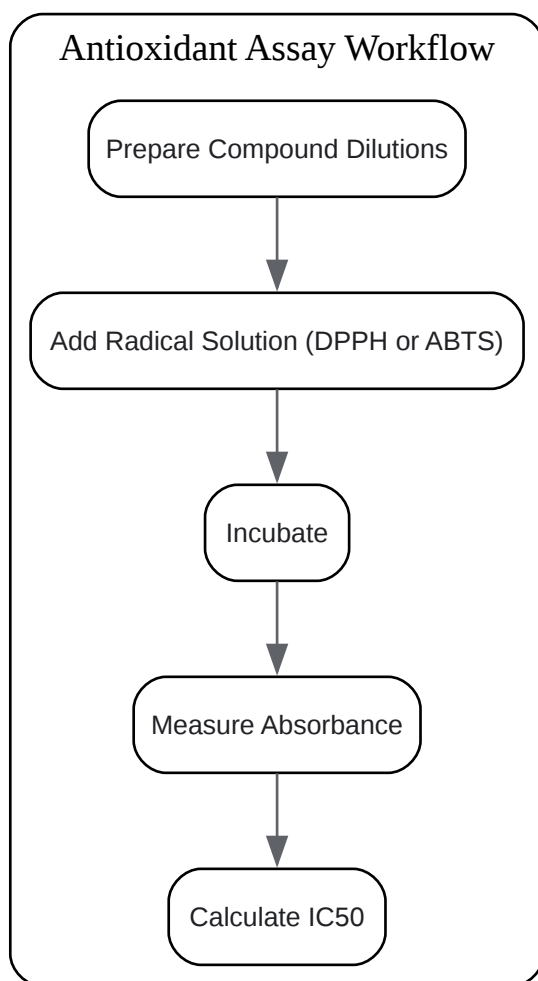 Antioxidant Assay Workflow
Prepare Compound Dilutions
Add Radical Solution (DPPH or ABTS)
Incubate
Measure Absorbance
Calculate IC50